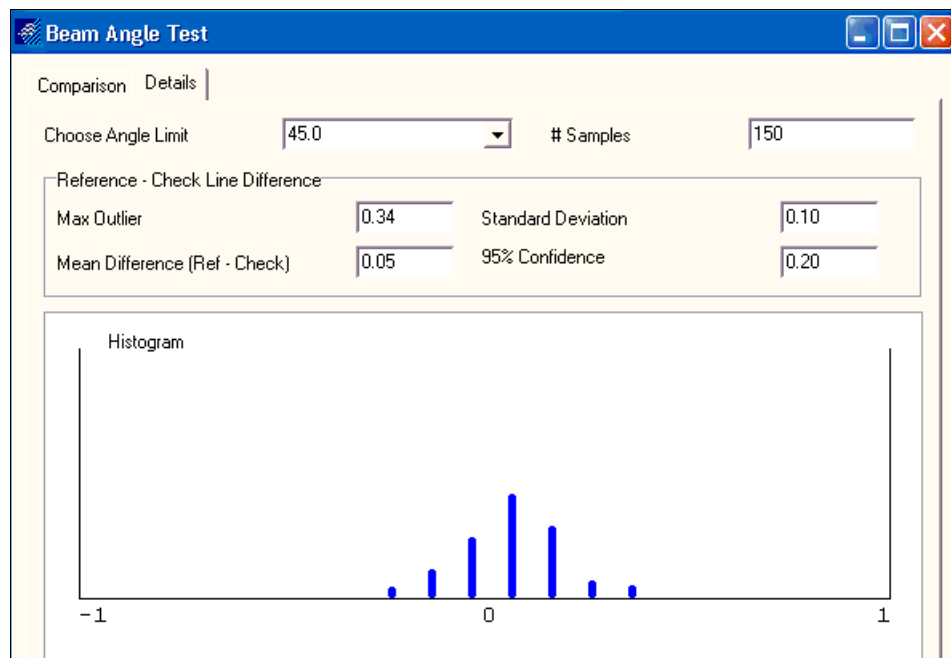 Beam Angle Test
Comparison Details
Choose Angle Limit 45.0 # Samples 150
Reference - Check Line Difference
Max Outlier 0.34 Standard Deviation 0.10
Mean Difference (Ref - Check) 0.05 95% Confidence 0.20
Histogram
-1 0 1